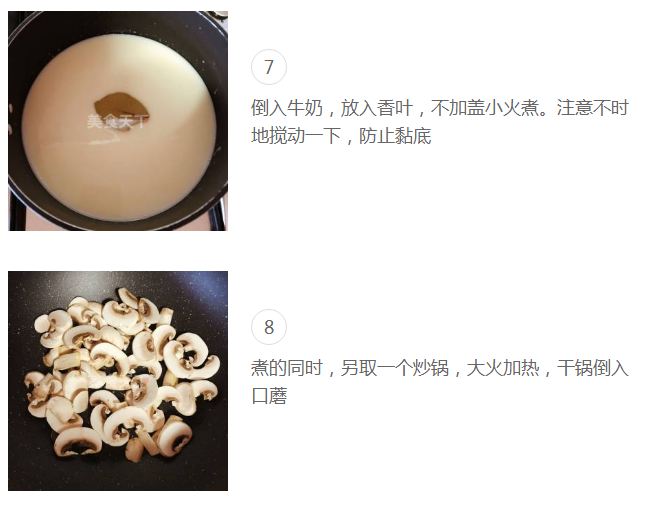 美食天下
7
倒入牛奶，放入香叶，不加盖小火煮。注意不时
地搅动一下，防止黏底
8
煮的同时，另取一个炒锅，大火加热，干锅倒入
口蘑